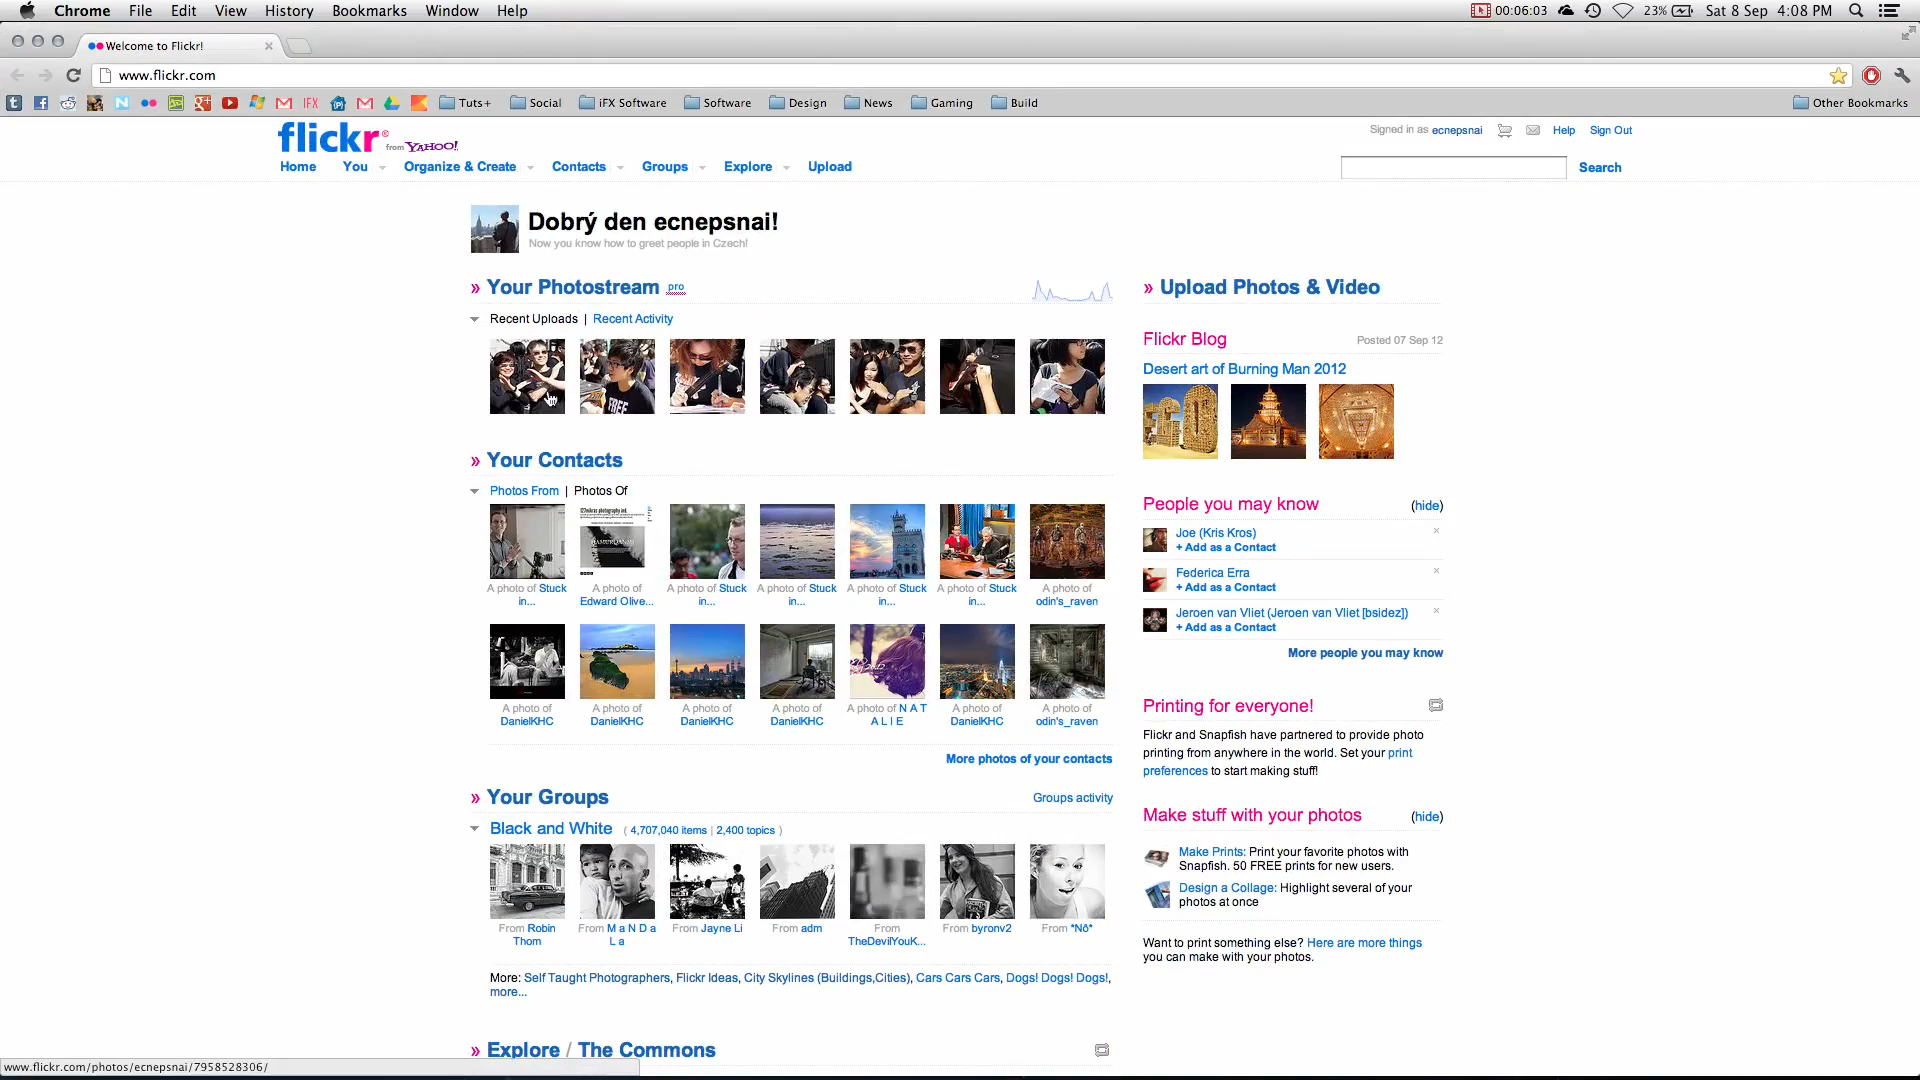 Chrome File Edit View History Bookmarks Window Help 00:06:03 23% Sat 8 Sep 4:08 PM
Welcome to Flickr!
www.flickr.com
iFX Tuts+ Social iFX Software Software Design News Gaming Build Other Bookmarks
flickr from YAHOO!
Signed in as ecnepsnai Help Sign Out
Home You Organize & Create Contacts Groups Explore Upload Search
Dobrý den ecnepsnai!
Now you know how to greet people in Czech!
» Your Photostream pro
Recent Uploads | Recent Activity
FREE
» Your Contacts
Photos From | Photos Of
A photo of Stuck in...
A photo of Edward Olive...
A photo of Stuck in...
A photo of Stuck in...
A photo of Stuck in...
A photo of Stuck in...
A photo of odin's_raven
A photo of DanielKHC
A photo of DanielKHC
A photo of DanielKHC
A photo of DanielKHC
A photo of N A T A L I E
A photo of DanielKHC
A photo of odin's_raven
More photos of your contacts
» Your Groups Groups activity
Black and White ( 4,707,040 items | 2,400 topics )
From Robin Thom
From M a N D a L a
From Jayne Li
From adm
From TheDevilYouK...
From byronv2
From *Nô*
More: Self Taught Photographers, Flickr Ideas, City Skylines (Buildings,Cities), Cars Cars Cars, Dogs! Dogs! Dogs!,
more...
» Explore / The Commons
» Upload Photos & Video
Flickr Blog Posted 07 Sep 12
Desert art of Burning Man 2012
People you may know (hide)
Joe (Kris Kros)
+ Add as a Contact
Federica Erra
+ Add as a Contact
Jeroen van Vliet (Jeroen van Vliet [bsidez])
+ Add as a Contact
More people you may know
Printing for everyone!
Flickr and Snapfish have partnered to provide photo
printing from anywhere in the world. Set your print
preferences to start making stuff!
Make stuff with your photos (hide)
Make Prints: Print your favorite photos with
Snapfish. 50 FREE prints for new users.
Design a Collage: Highlight several of your
photos at once
Want to print something else? Here are more things
you can make with your photos.
www.flickr.com/photos/ecnepsnai/7958528306/